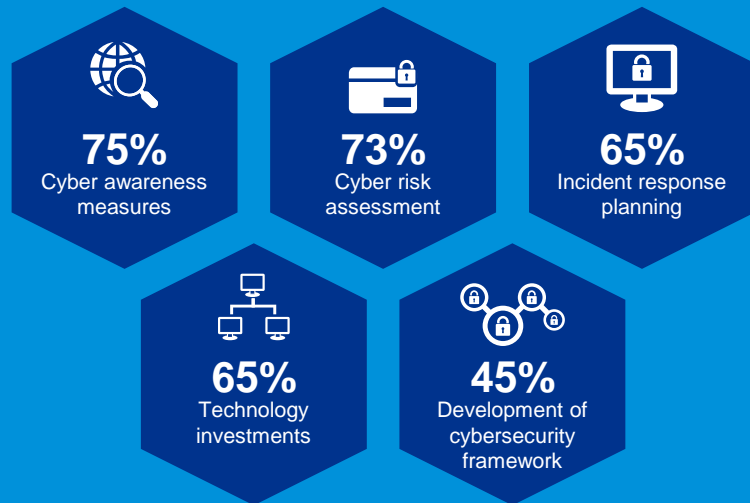 75%
Cyber awareness
measures
73%
Cyber risk
assessment
65%
Incident response
planning
65%
Technology
investments
45%
Development of
cybersecurity
framework